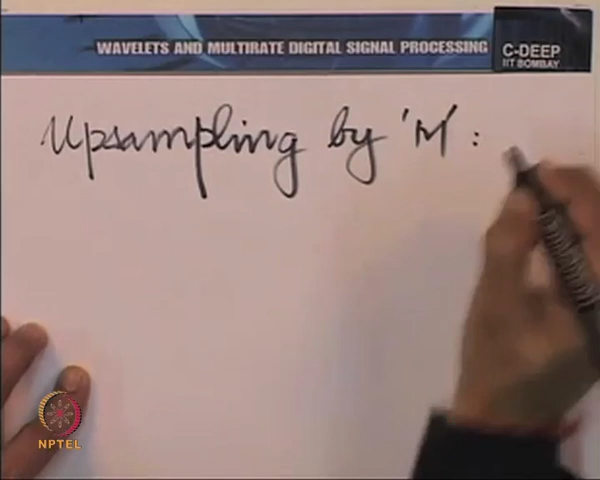 WAVELETS AND MULTIRATE DIGITAL SIGNAL PROCESSING
C-DEEP
IIT BOMBAY
Upsampling by 'M' :
NPTEL